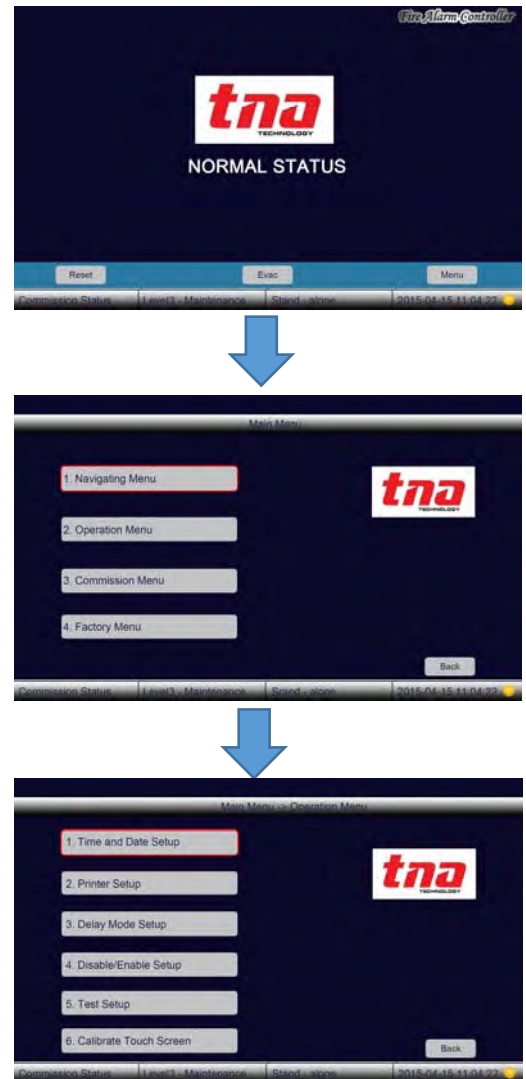 Fire Alarm Controller
tna
TECHNOLOGY
NORMAL STATUS
Reset Evac Menu
Commission Status Level3 - Maintenance Stand - alone 2015-04-15 11:04:22
Main Menu
1. Navigating Menu
tna
TECHNOLOGY
2. Operation Menu
3. Commission Menu
4. Factory Menu
Back
Commission Status Level3 - Maintenance Stand - alone 2015-04-15 11:04:22
Main Menu -> Operation Menu
1. Time and Date Setup
tna
TECHNOLOGY
2. Printer Setup
3. Delay Mode Setup
4. Disable/Enable Setup
5. Test Setup
6. Calibrate Touch Screen
Back
Commission Status Level3 - Maintenance Stand - alone 2015-04-15 11:04:22